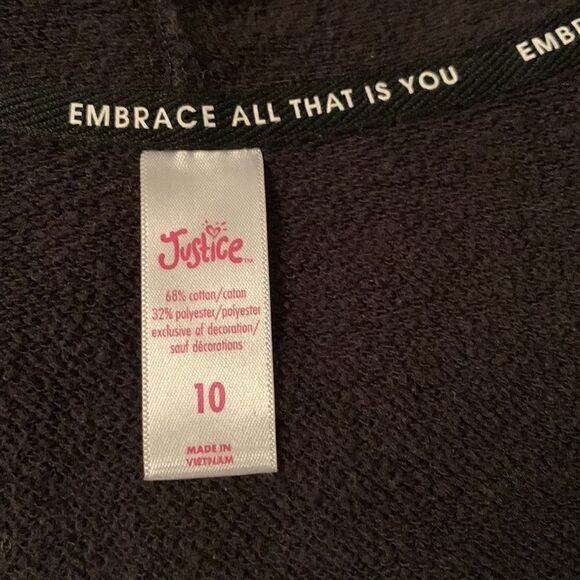 EMBRACE ALL THAT IS YOU EMBR
Justice™
68% cotton/coton
32% polyester/polyester
exclusive of decoration/
sauf décorations
10
MADE IN
VIETNAM